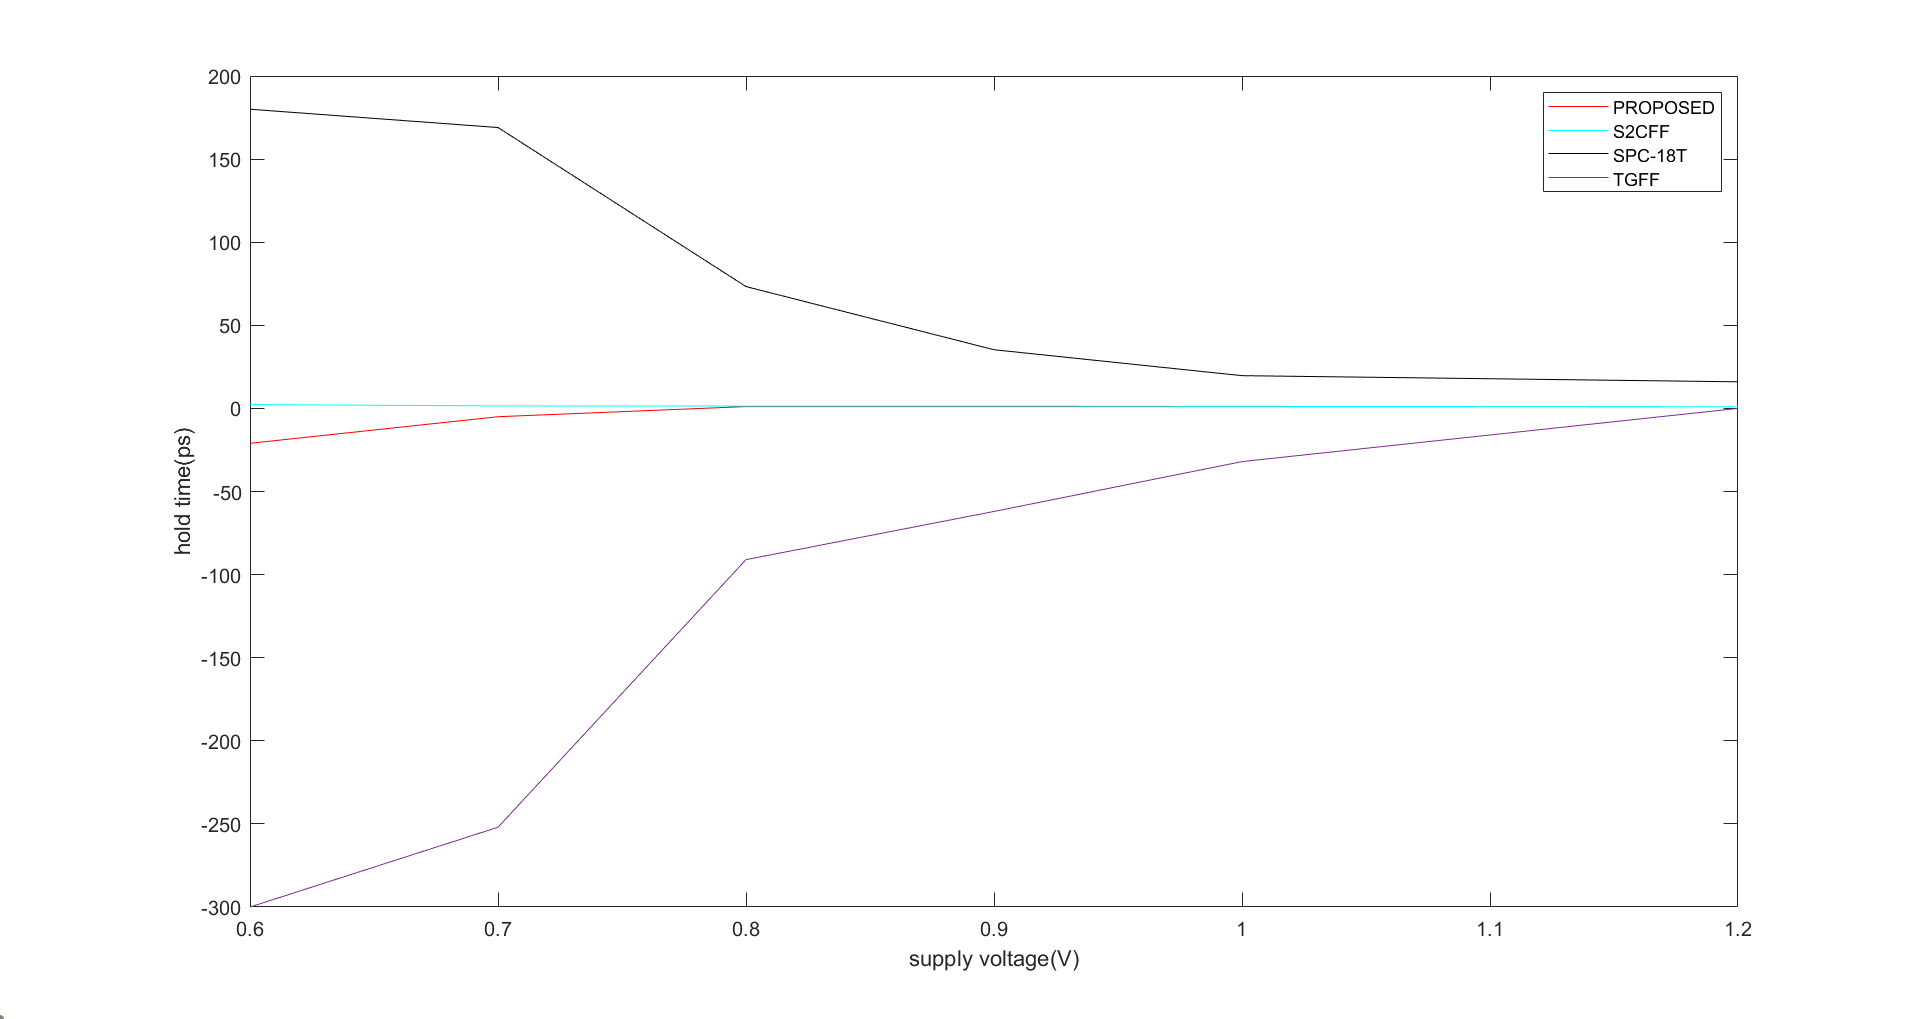 200
150
100
50
0
-50
-100
-150
-200
-250
-300
hold time(ps)
0.6 0.7 0.8 0.9 1 1.1 1.2
supply voltage(V)
PROPOSED
S2CFF
SPC-18T
TGFF